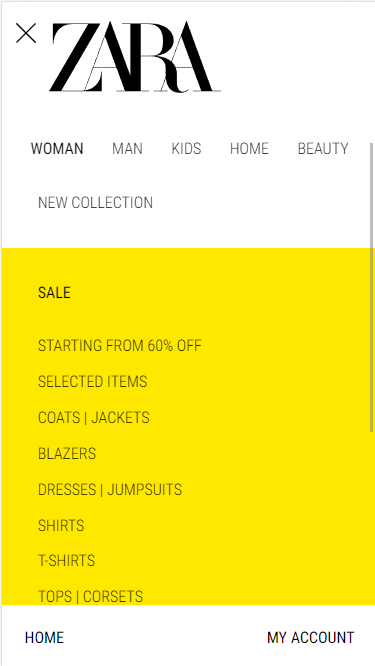 ZARA
WOMAN MAN KIDS HOME BEAUTY
NEW COLLECTION
SALE
STARTING FROM 60% OFF
SELECTED ITEMS
COATS | JACKETS
BLAZERS
DRESSES | JUMPSUITS
SHIRTS
T-SHIRTS
TOPS | CORSETS
HOME MY ACCOUNT